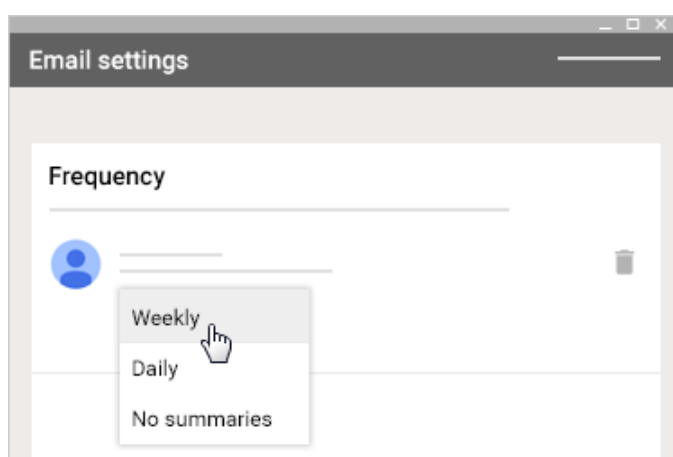 Email settings
Frequency
Weekly
Daily
No summaries